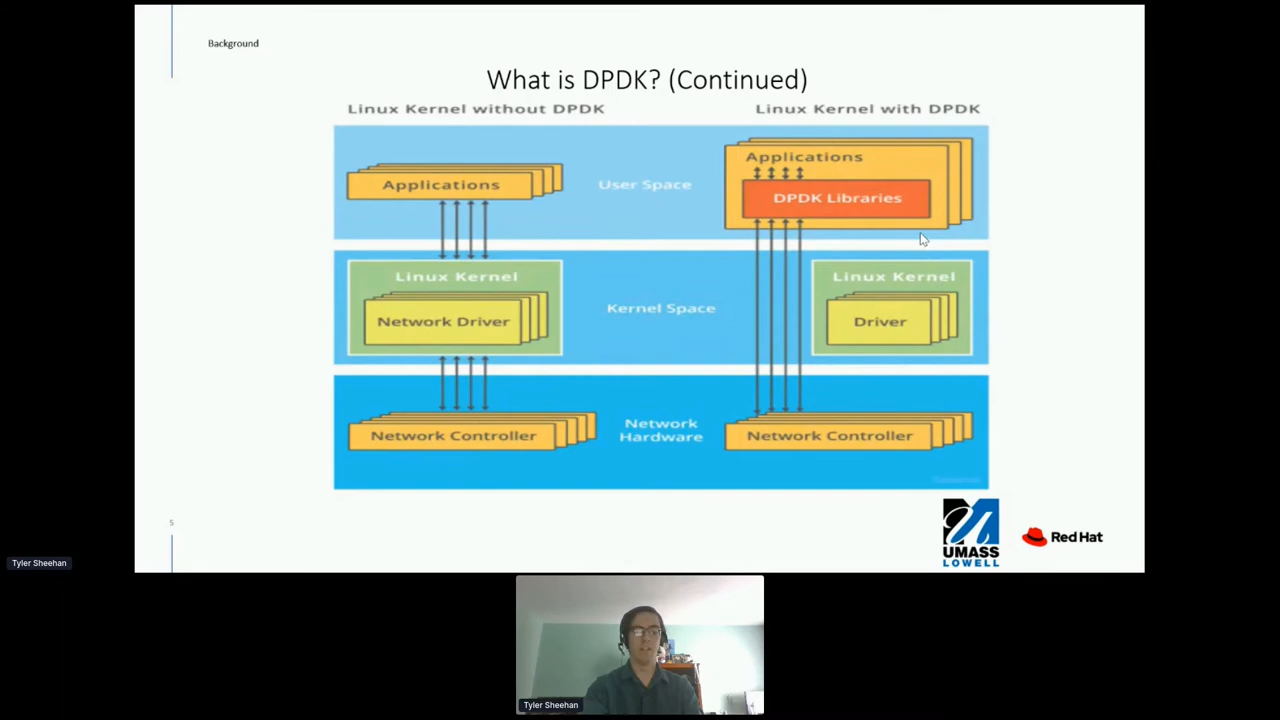 Background
What is DPDK? (Continued)
Linux Kernel without DPDK
Linux Kernel with DPDK
Applications
User Space
Applications
DPDK Libraries
Linux Kernel
Network Driver
Kernel Space
Linux Kernel
Driver
Network Controller
Network
Hardware
Network Controller
5
UMASS
LOWELL
Red Hat
Tyler Sheehan
Tyler Sheehan